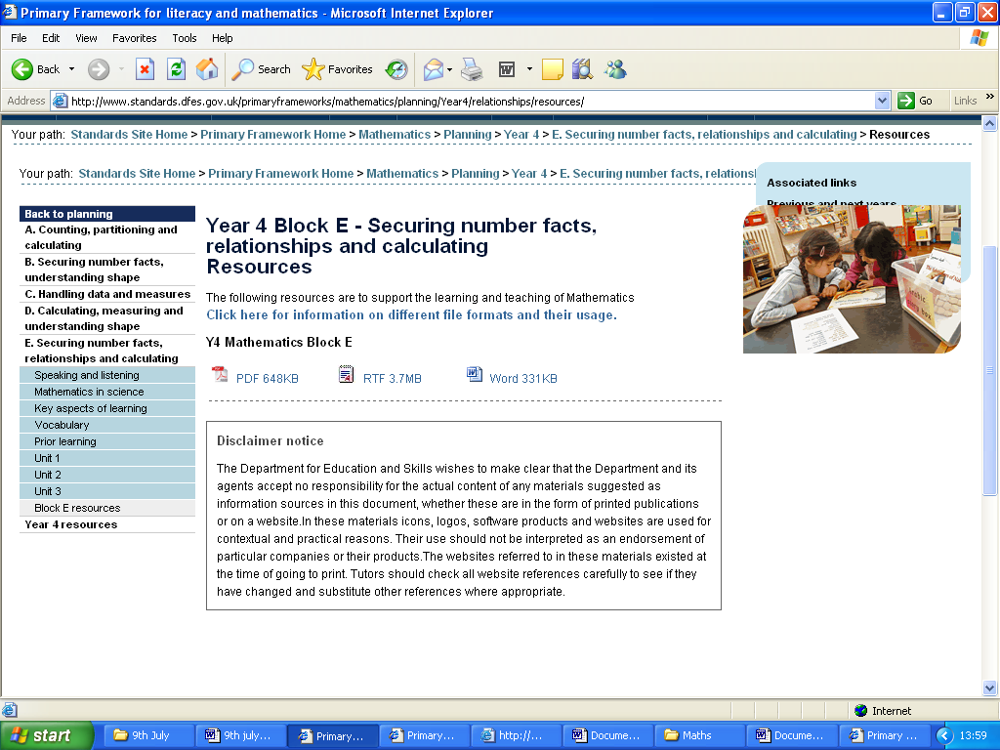 Primary Framework for literacy and mathematics - Microsoft Internet Explorer
File Edit View Favorites Tools Help
Back Search Favorites
Address http://www.standards.dfes.gov.uk/primaryframeworks/mathematics/planning/Year4/relationships/resources/ Go Links »
Your path: Standards Site Home > Primary Framework Home > Mathematics > Planning > Year 4 > E. Securing number facts, relationships and calculating > Resources
Your path: Standards Site Home > Primary Framework Home > Mathematics > Planning > Year 4 > E. Securing number facts, relations
Associated links
Previous and next years
Back to planning
A. Counting, partitioning and
calculating
B. Securing number facts,
understanding shape
C. Handling data and measures
D. Calculating, measuring and
understanding shape
E. Securing number facts,
relationships and calculating
Speaking and listening
Mathematics in science
Key aspects of learning
Vocabulary
Prior learning
Unit 1
Unit 2
Unit 3
Block E resources
Year 4 resources
Year 4 Block E - Securing number facts,
relationships and calculating
Resources
The following resources are to support the learning and teaching of Mathematics
Click here for information on different file formats and their usage.
Y4 Mathematics Block E
PDF 648KB RTF 3.7MB Word 331KB
Disclaimer notice
The Department for Education and Skills wishes to make clear that the Department and its
agents accept no responsibility for the actual content of any materials suggested as
information sources in this document, whether these are in the form of printed publications
or on a website.In these materials icons, logos, software products and websites are used for
contextual and practical reasons. Their use should not be interpreted as an endorsement of
particular companies or their products.The websites referred to in these materials existed at
the time of going to print. Tutors should check all website references carefully to see if they
have changed and substitute other references where appropriate.
Internet
start 9th July 9th july... Primary... Primary... http://... Docume... Maths Docume... Primary ... 13:59